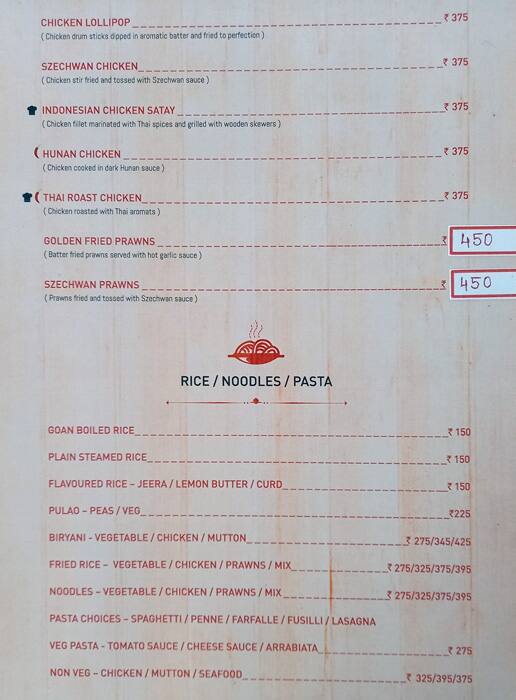 CHICKEN LOLLIPOP ₹ 375
( Chicken drum sticks dipped in aromatic batter and fried to perfection )
SZECHWAN CHICKEN ₹ 375
( Chicken stir fried and tossed with Szechwan sauce )
INDONESIAN CHICKEN SATAY ₹ 375
( Chicken fillet marinated with Thai spices and grilled with wooden skewers )
HUNAN CHICKEN ₹ 375
( Chicken cooked in dark Hunan sauce )
THAI ROAST CHICKEN ₹ 375
( Chicken roasted with Thai aromats )
GOLDEN FRIED PRAWNS ₹ 450
( Batter fried prawns served with hot garlic sauce )
SZECHWAN PRAWNS ₹ 450
( Prawns fried and tossed with Szechwan sauce )
RICE / NOODLES / PASTA
GOAN BOILED RICE ₹ 150
PLAIN STEAMED RICE ₹ 150
FLAVOURED RICE – JEERA / LEMON BUTTER / CURD ₹ 150
PULAO – PEAS / VEG ₹225
BIRYANI - VEGETABLE / CHICKEN / MUTTON ₹ 275/345/425
FRIED RICE – VEGETABLE / CHICKEN / PRAWNS / MIX ₹ 275/325/375/395
NOODLES – VEGETABLE / CHICKEN / PRAWNS / MIX ₹ 275/325/375/395
PASTA CHOICES – SPAGHETTI / PENNE / FARFALLE / FUSILLI / LASAGNA
VEG PASTA - TOMATO SAUCE / CHEESE SAUCE / ARRABIATA ₹ 275
NON VEG – CHICKEN / MUTTON / SEAFOOD ₹ 325/395/375